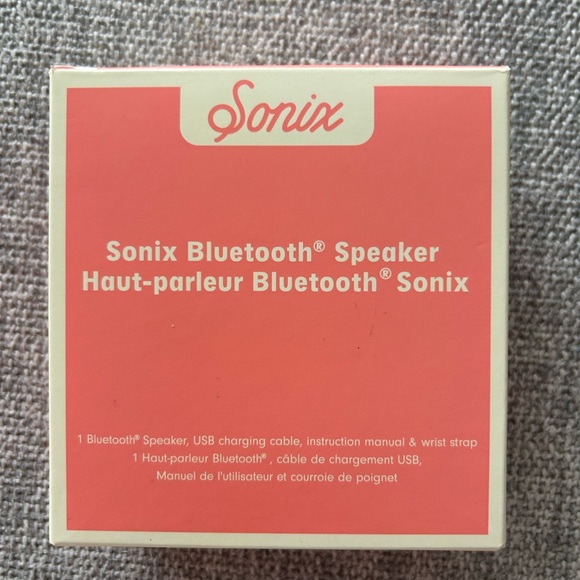 Sonix
Sonix Bluetooth® Speaker
Haut-parleur Bluetooth® Sonix
1 Bluetooth® Speaker, USB charging cable, instruction manual & wrist strap
1 Haut-parleur Bluetooth® , câble de chargement USB,
Manuel de l'utilisateur et courroie de poignet